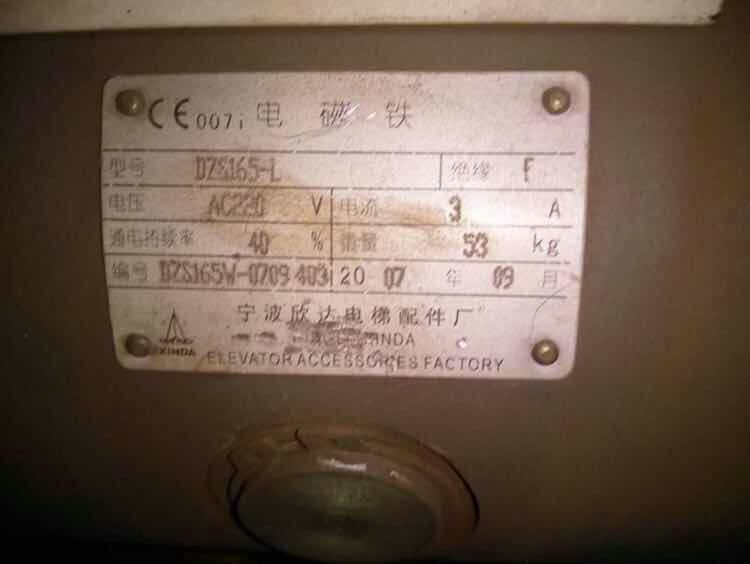 CE 0071 电磁铁
型号 DZS165-L 绝缘 F
电压 AC220 V 电流 3 A
通电持续率 40 % 重量 53 kg
编号 DZS165W-0709 403 20 07 年 09 月
宁波欣达电梯配件厂
XINDA
ELEVATOR ACCESSORIES FACTORY